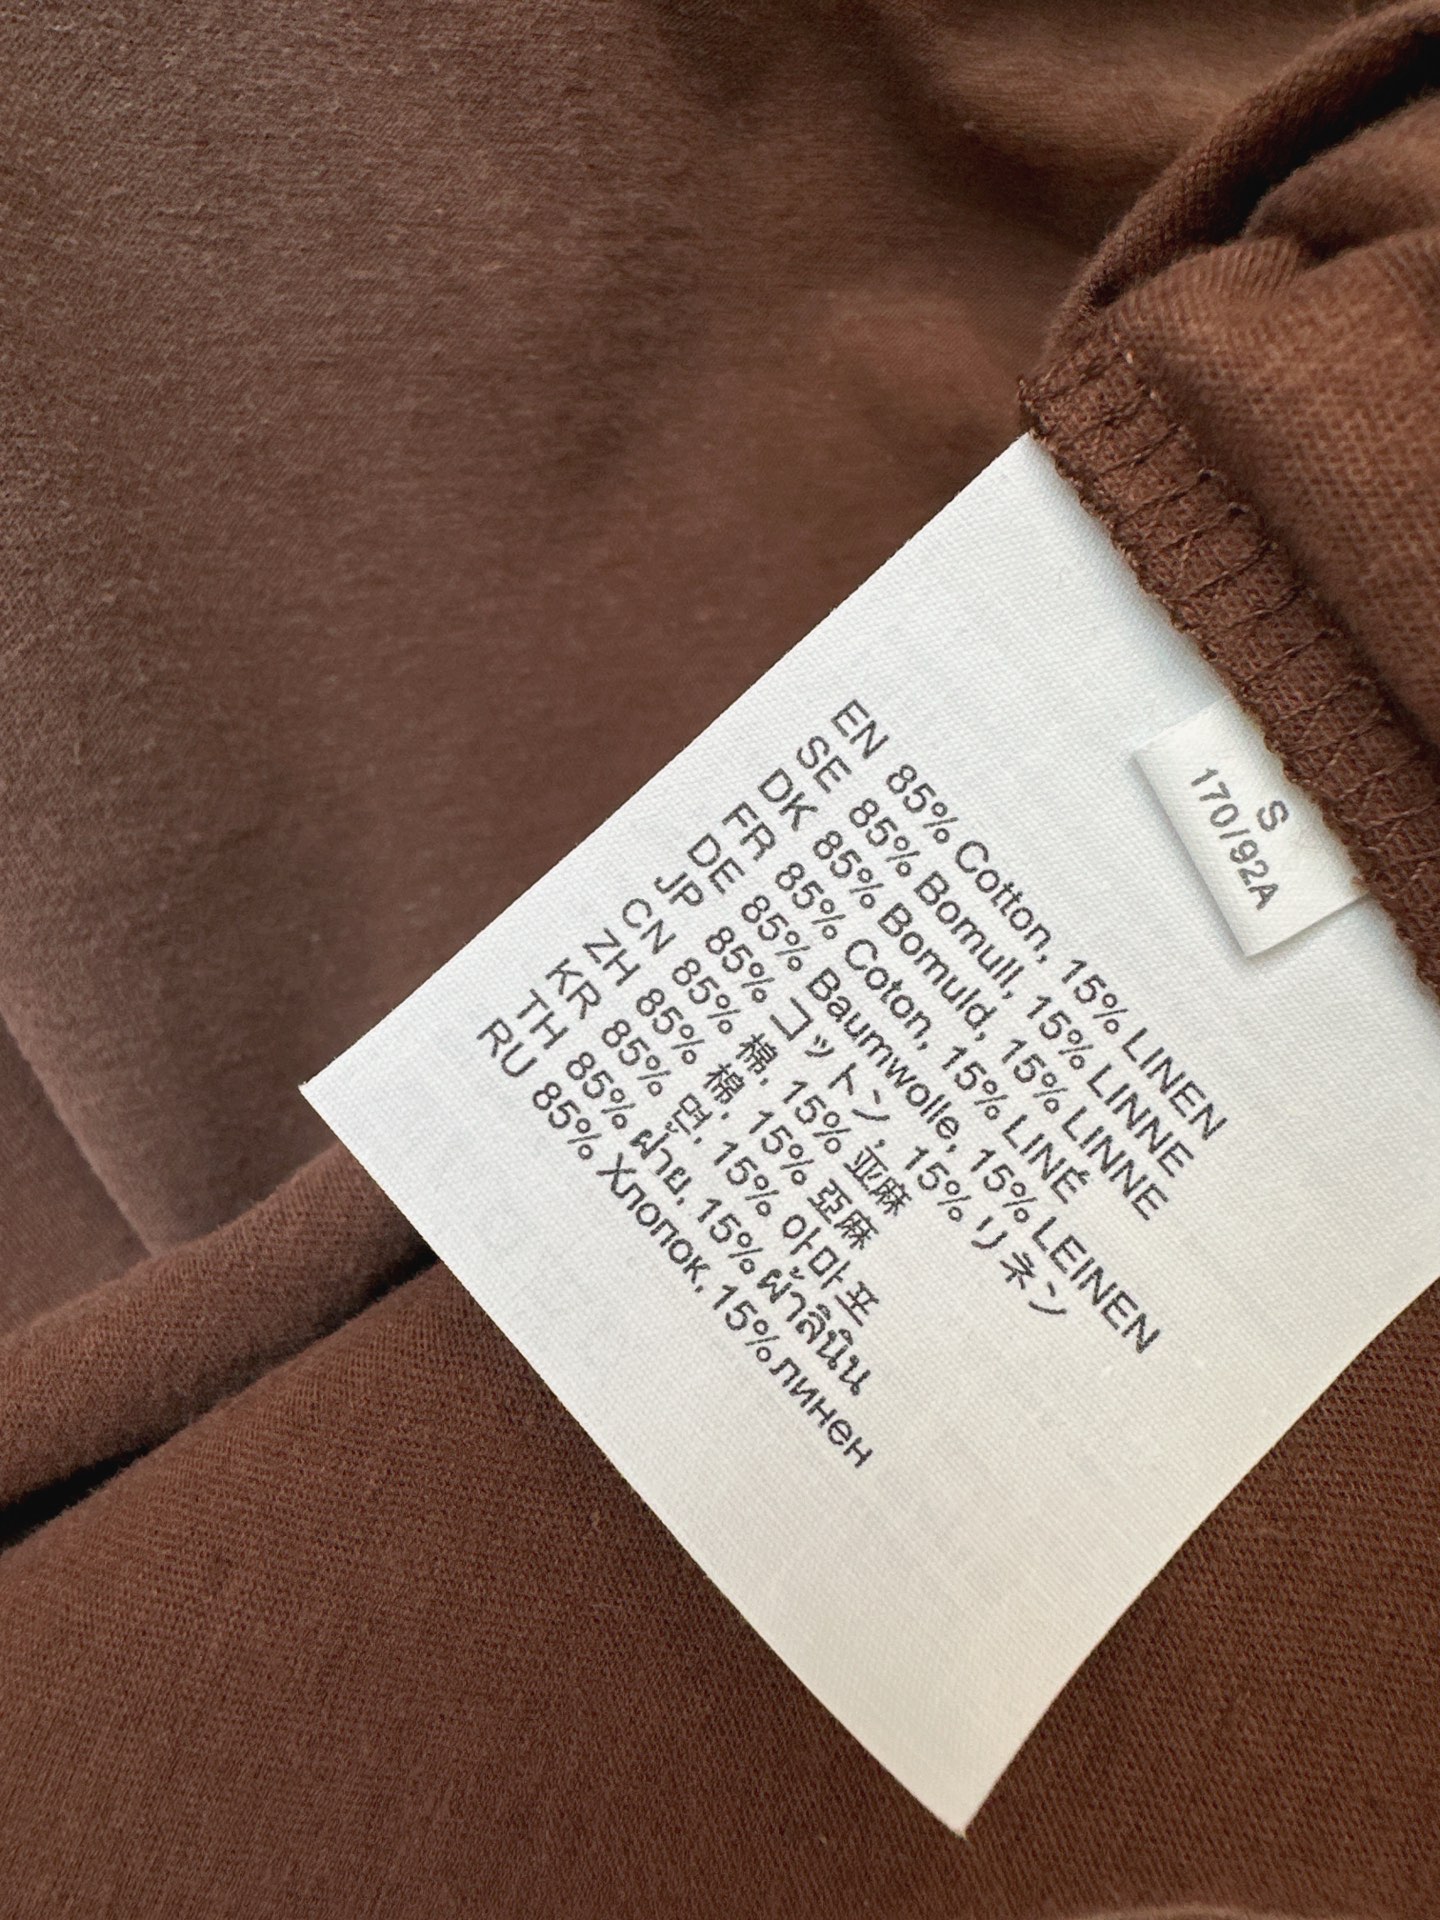 S
170/92A
EN 85% Cotton, 15% LINEN
SE 85% Bomull, 15% LINNE
DK 85% Bomuld, 15% LINNE
FR 85% Coton, 15% LINÉ
DE 85% Baumwolle, 15% LEINEN
JP 85% コットン, 15% リネン
CN 85% 棉, 15% 亚麻
ZH 85% 棉, 15% 亞麻
KR 85% 면, 15% 아마포
TH 85% ฝ้าย, 15% ผ้าลินิน
RU 85% Хлопок, 15% линен